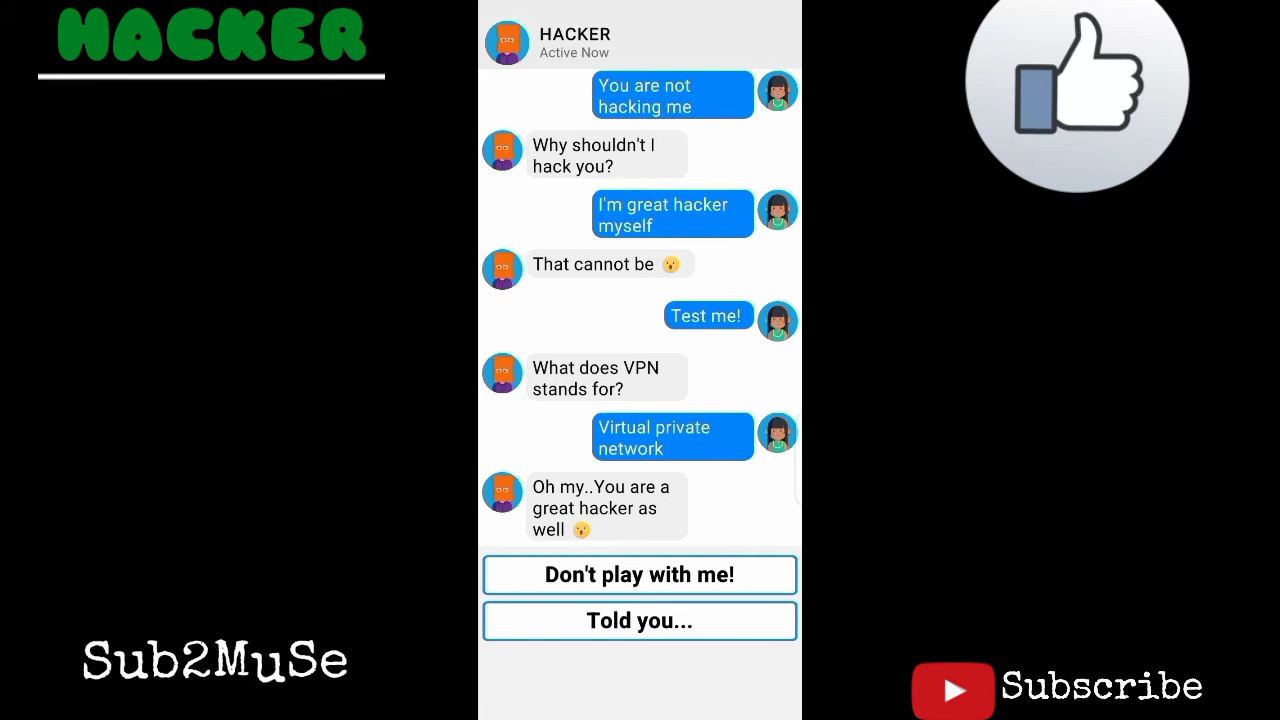 HACKER
HACKER
Active Now
You are not
hacking me
Why shouldn't I
hack you?
I'm great hacker
myself
That cannot be 😮
Test me!
What does VPN
stands for?
Virtual private
network
Oh my..You are a
great hacker as
well 😮
Don't play with me!
Told you...
Sub2MuSe
Subscribe